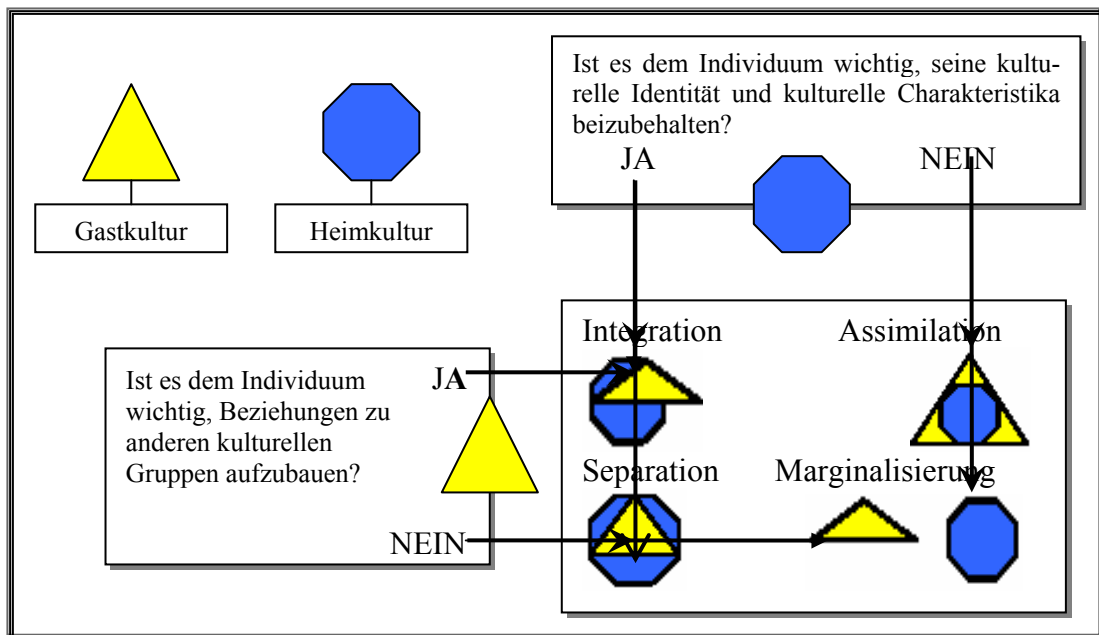 Ist es dem Individuum wichtig, seine kultu-
relle Identität und kulturelle Charakteristika
beizubehalten?
JA NEIN
Gastkultur Heimkultur
Integration Assimilation
Ist es dem Individuum
wichtig, Beziehungen zu
anderen kulturellen
Gruppen aufzubauen?
JA
Separation Marginalisierung
NEIN